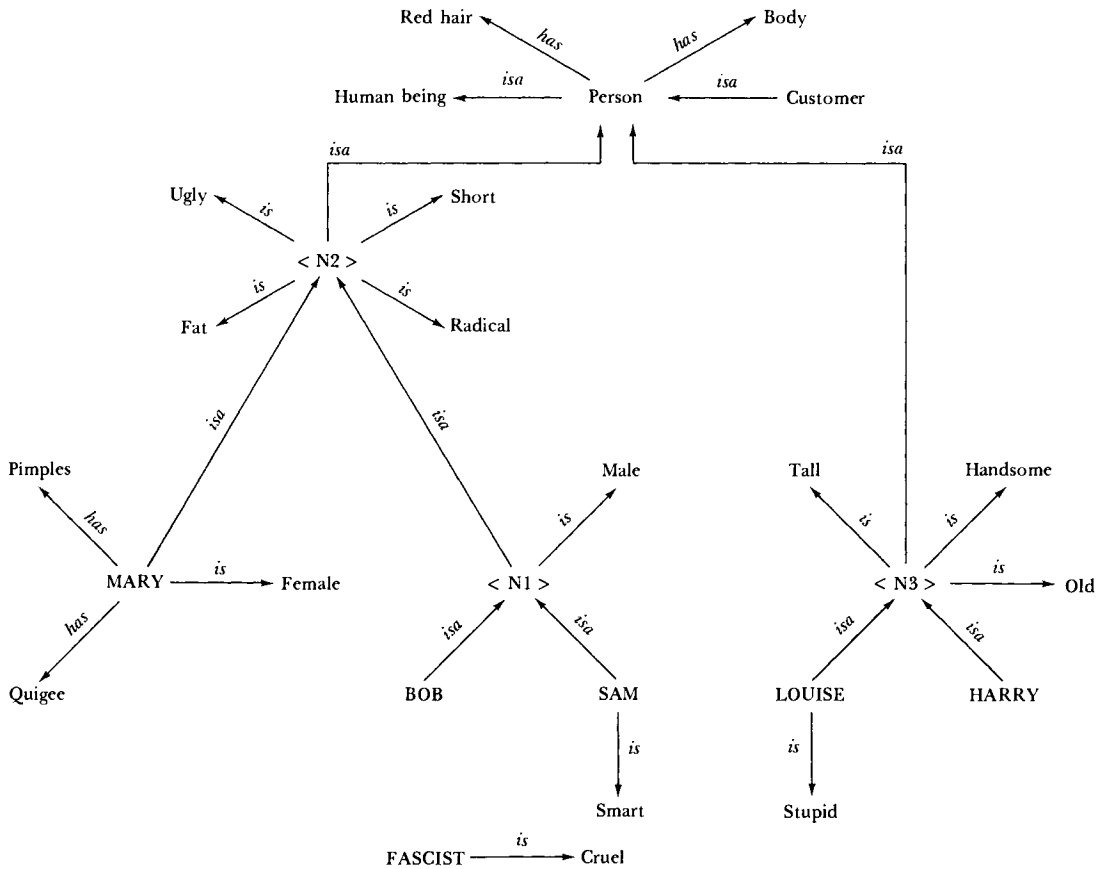 Red hair
Body
has
has
isa
isa
Human being
Person
Customer
isa
isa
Ugly
Short
is
is
< N2 >
is
is
Fat
Radical
isa
isa
Pimples
Male
Tall
Handsome
has
is
is
is
MARY
is
Female
< N1 >
< N3 >
is
Old
has
isa
isa
isa
isa
Quigee
BOB
SAM
LOUISE
HARRY
is
is
Smart
Stupid
FASCIST
is
Cruel